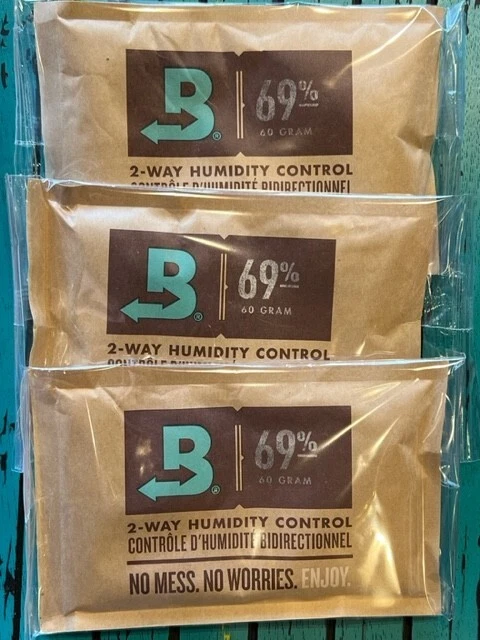 B® 69%
60 GRAM
2-WAY HUMIDITY CONTROL
CONTRÔLE D'HUMIDITÉ BIDIRECTIONNEL
B® 69%
60 GRAM
2-WAY HUMIDITY CONTROL
B® 69%
60 GRAM
2-WAY HUMIDITY CONTROL
CONTRÔLE D'HUMIDITÉ BIDIRECTIONNEL
NO MESS. NO WORRIES. ENJOY.